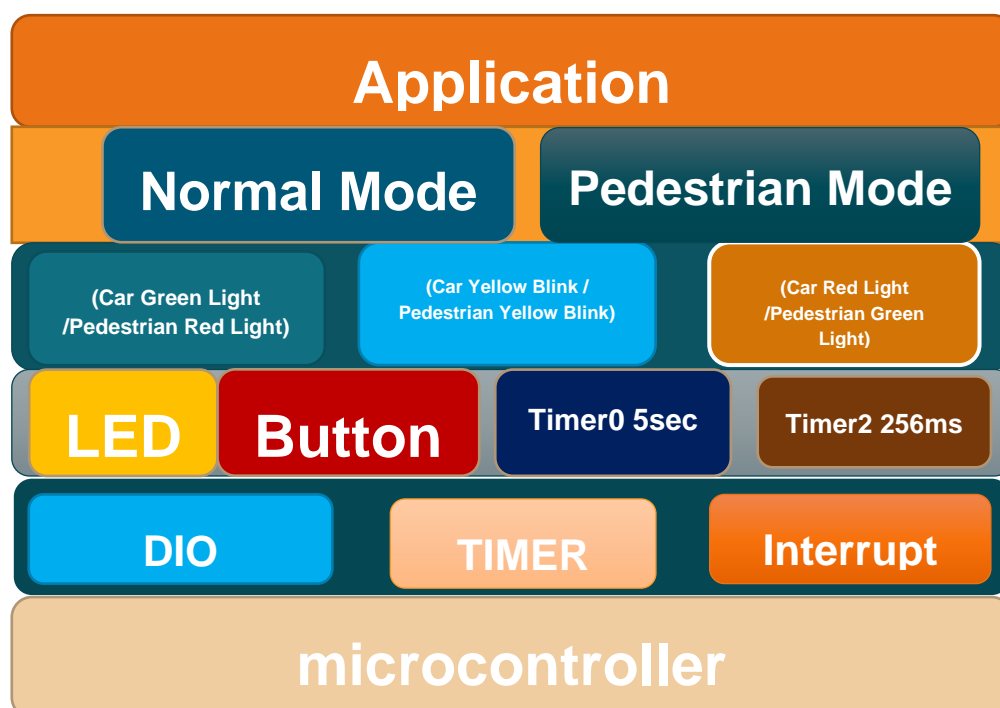 Application
Normal Mode
Pedestrian Mode
(Car Green Light
/Pedestrian Red Light)
(Car Yellow Blink /
Pedestrian Yellow Blink)
(Car Red Light
/Pedestrian Green
Light)
LED
Button
Timer0 5sec
Timer2 256ms
DIO
TIMER
Interrupt
microcontroller